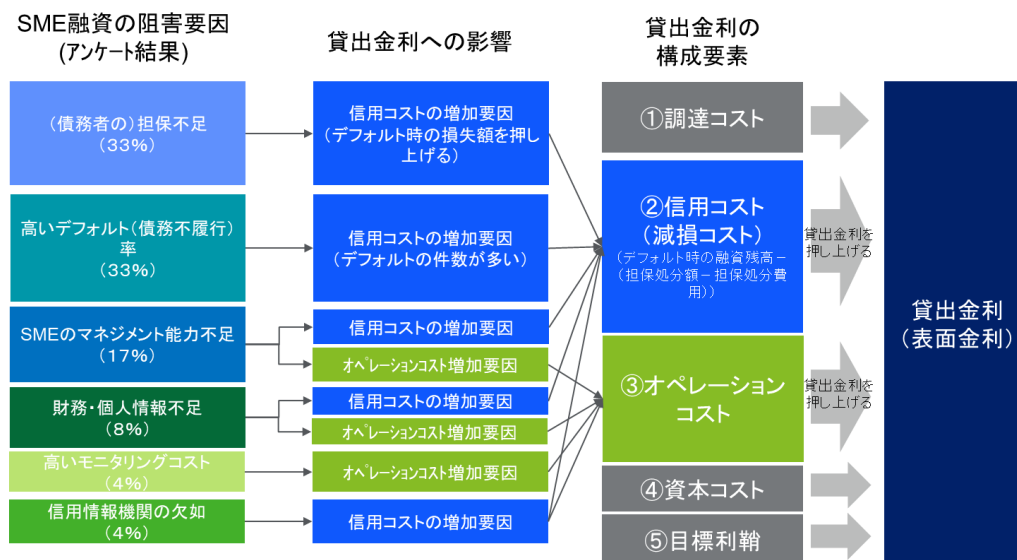 SME融資の阻害要因
(アンケート結果)
貸出金利への影響
貸出金利の
構成要素
(債務者の)担保不足
(33%)
高いデフォルト(債務不履行)
率
(33%)
SMEのマネジメント能力不足
(17%)
財務・個人情報不足
(8%)
高いモニタリングコスト
(4%)
信用情報機関の欠如
(4%)
信用コストの増加要因
(デフォルト時の損失額を押し
上げる)
信用コストの増加要因
(デフォルトの件数が多い)
信用コストの増加要因
オペレーションコスト増加要因
信用コストの増加要因
オペレーションコスト増加要因
オペレーションコスト増加要因
信用コストの増加要因
①調達コスト
②信用コスト
(減損コスト)
(デフォルト時の融資残高−
(担保処分額−担保処分費
用))
③オペレーション
コスト
④資本コスト
⑤目標利鞘
貸出金利を
押し上げる
貸出金利を
押し上げる
貸出金利
(表面金利)